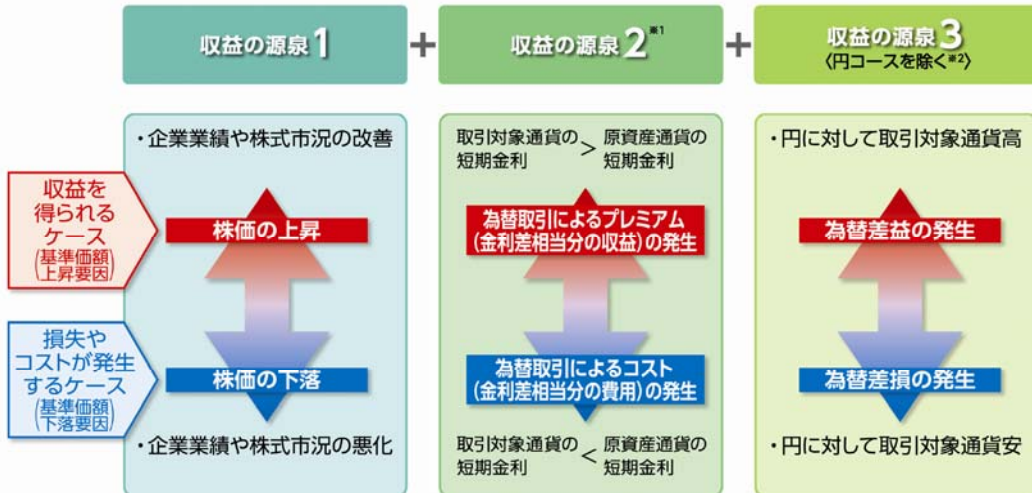 収益の源泉1
+
収益の源泉2※1
+
収益の源泉3
〈円コースを除く※2〉
収益を
得られる
ケース
(基準価額
上昇要因)
損失や
コストが発生
するケース
(基準価額
下落要因)
・企業業績や株式市況の改善
株価の上昇
株価の下落
・企業業績や株式市況の悪化
取引対象通貨の
短期金利
>
原資産通貨の
短期金利
為替取引によるプレミアム
(金利差相当分の収益)の発生
為替取引によるコスト
(金利差相当分の費用)の発生
取引対象通貨の
短期金利
<
原資産通貨の
短期金利
・円に対して取引対象通貨高
為替差益の発生
為替差損の発生
・円に対して取引対象通貨安